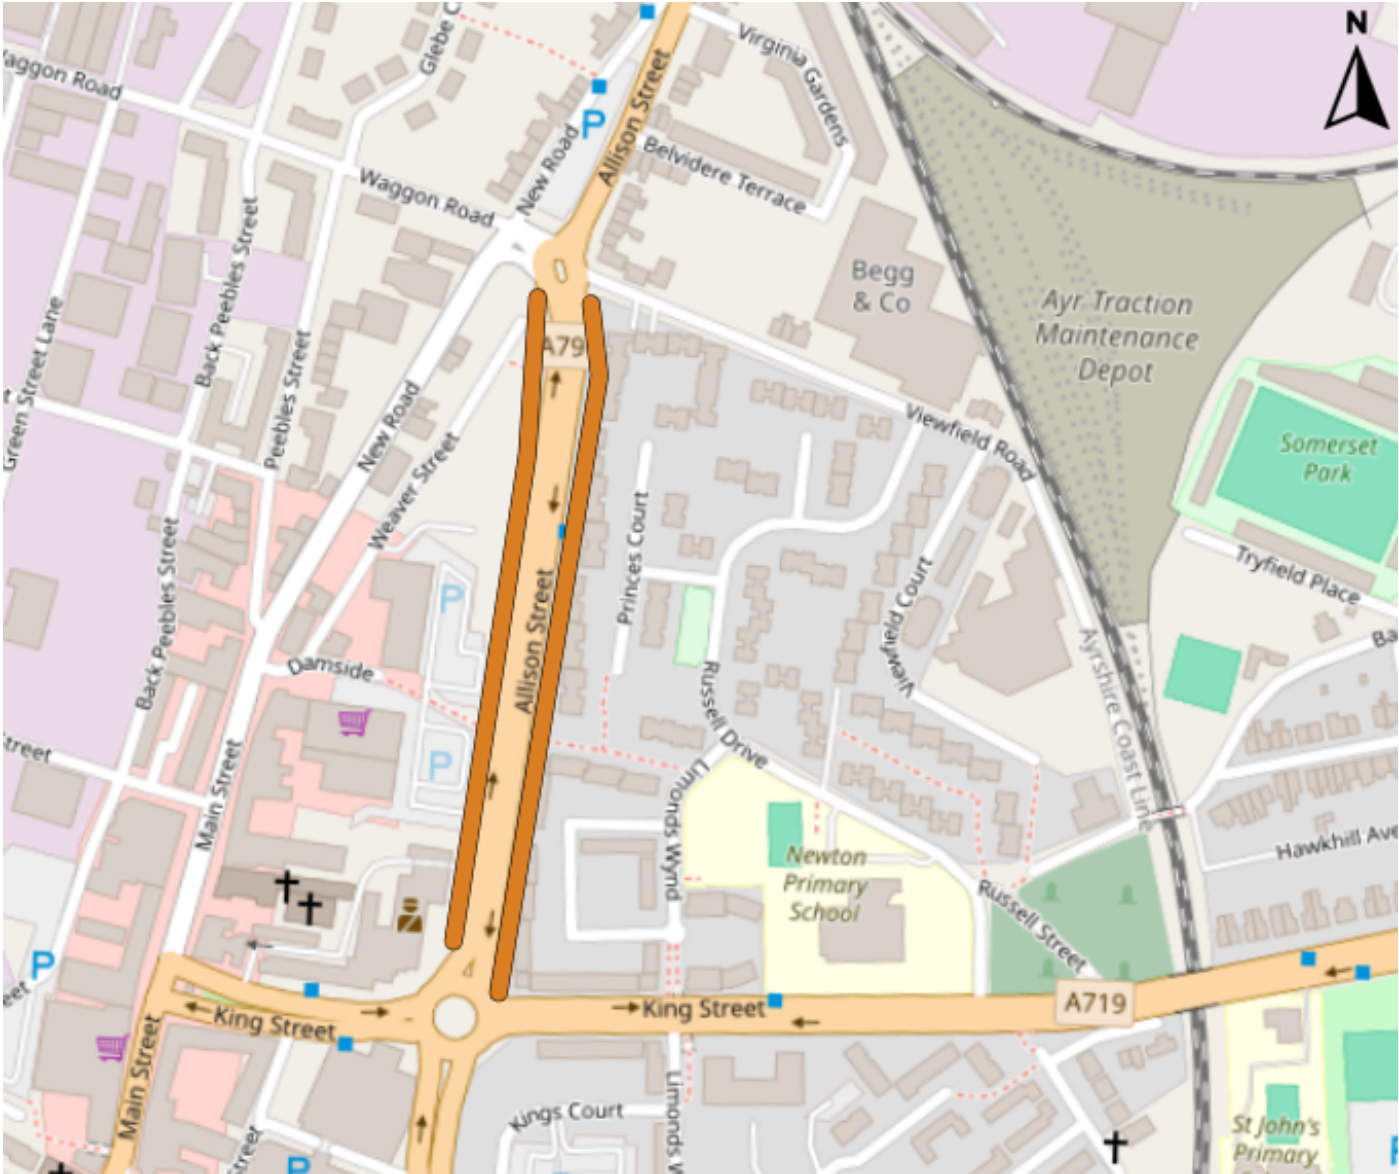 N
Virginia
Gardens
Waggon Road
Allison Street
P
New Road
Belvidere Terrace
Waggon Road
Begg
& Co
Ayr Traction
Maintenance
Depot
Back Peebles Street
A79
Green Street Lane
Peebles Street
New Road
Viewfield Road
Somerset
Park
Weaver Street
Princes Court
Tryfield Place
Viewfield Court
P
Allison Street
Back Peebles Street
Damside
Russell Drive
Ayrshire Coast Line
P
Main Street
Limonds Wynd
Hawkhill Ave
Newton
Primary
School
Russell Street
P
King Street
King Street
A719
Main Street
Kings Court
Limonds W
St John's
Primary
P